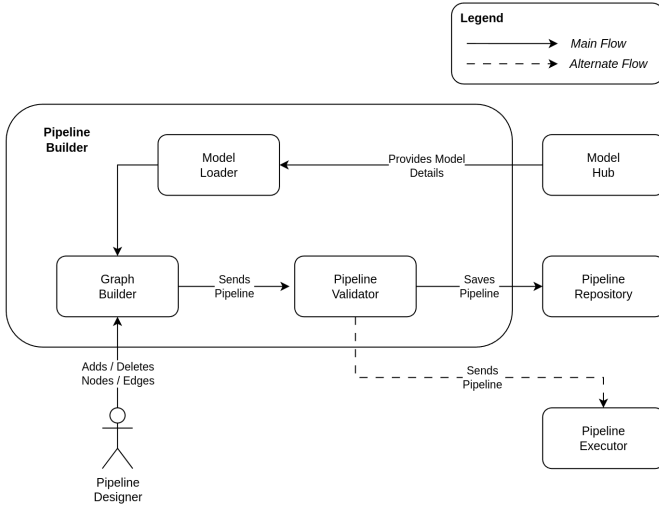 Legend
Main Flow
Alternate Flow
Pipeline
Builder
Model
Loader
Provides Model
Details
Model
Hub
Graph
Builder
Sends
Pipeline
Pipeline
Validator
Saves
Pipeline
Pipeline
Repository
Adds / Deletes
Nodes / Edges
Sends
Pipeline
Pipeline
Executor
Pipeline
Designer